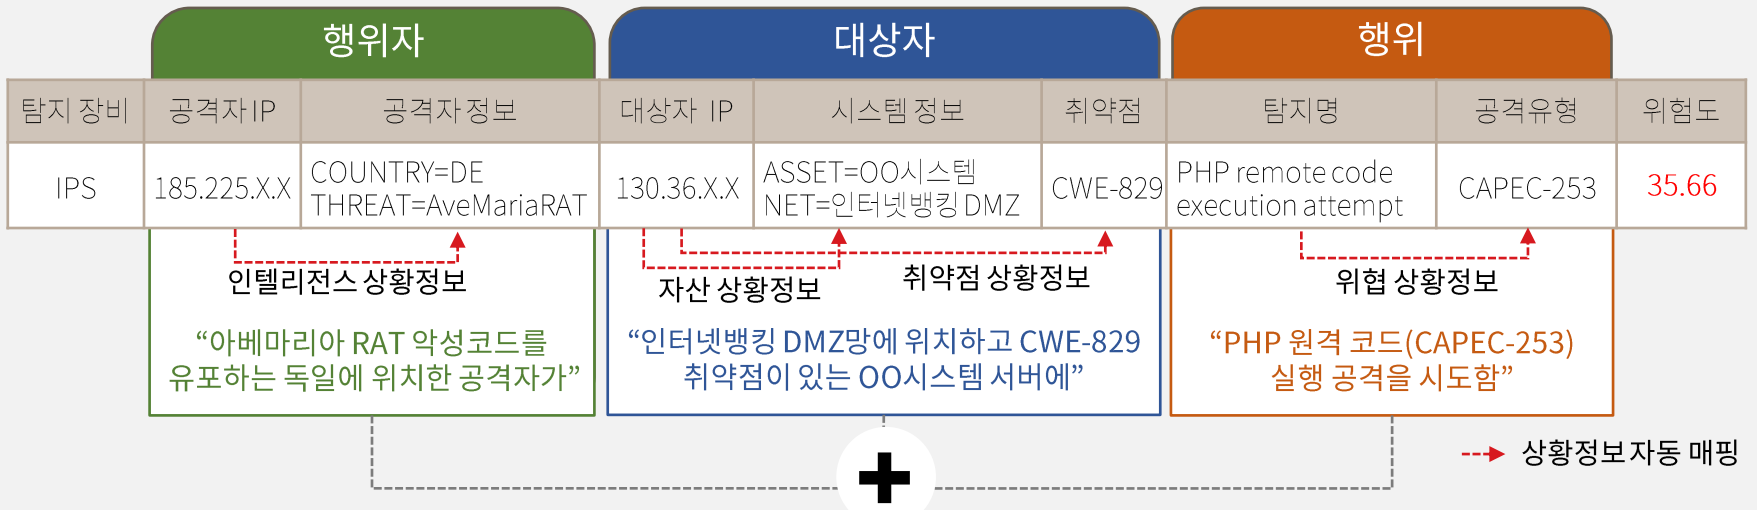 행위자
대상자
행위
탐지 장비
공격자 IP
공격자 정보
대상자 IP
시스템 정보
취약점
탐지명
공격유형
위험도
IPS
185.225.X.X
COUNTRY=DE
THREAT=AveMariaRAT
130.36.X.X
ASSET=OO시스템
NET=인터넷뱅킹 DMZ
CWE-829
PHP remote code
execution attempt
CAPEC-253
35.66
인텔리전스 상황정보
자산 상황정보
취약점 상황정보
위협 상황정보
“아베마리아 RAT 악성코드를
유포하는 독일에 위치한 공격자가”
“인터넷뱅킹 DMZ망에 위치하고 CWE-829
취약점이 있는 OO시스템 서버에”
“PHP 원격 코드(CAPEC-253)
실행 공격을 시도함”
상황정보 자동 매핑